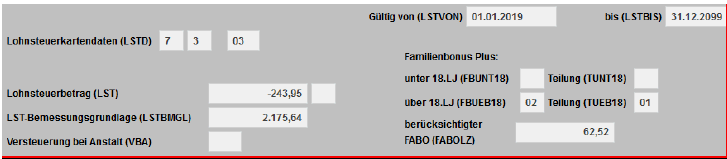 Gültig von (LSTVON) 01.01.2019 bis (LSTBIS) 31.12.2099
Lohnsteuerkartendaten (LSTD) 7 3 03
Familienbonus Plus:
unter 18.LJ (FBUNT18) Teilung (TUNT18)
Lohnsteuerbetrag (LST) -243,95
über 18.LJ (FBUEB18) 02 Teilung (TUEB18) 01
LST-Bemessungsgrundlage (LSTBMGL) 2.175,64
berücksichtigter
FABO (FABOLZ) 62,52
Versteuerung bei Anstalt (VBA)